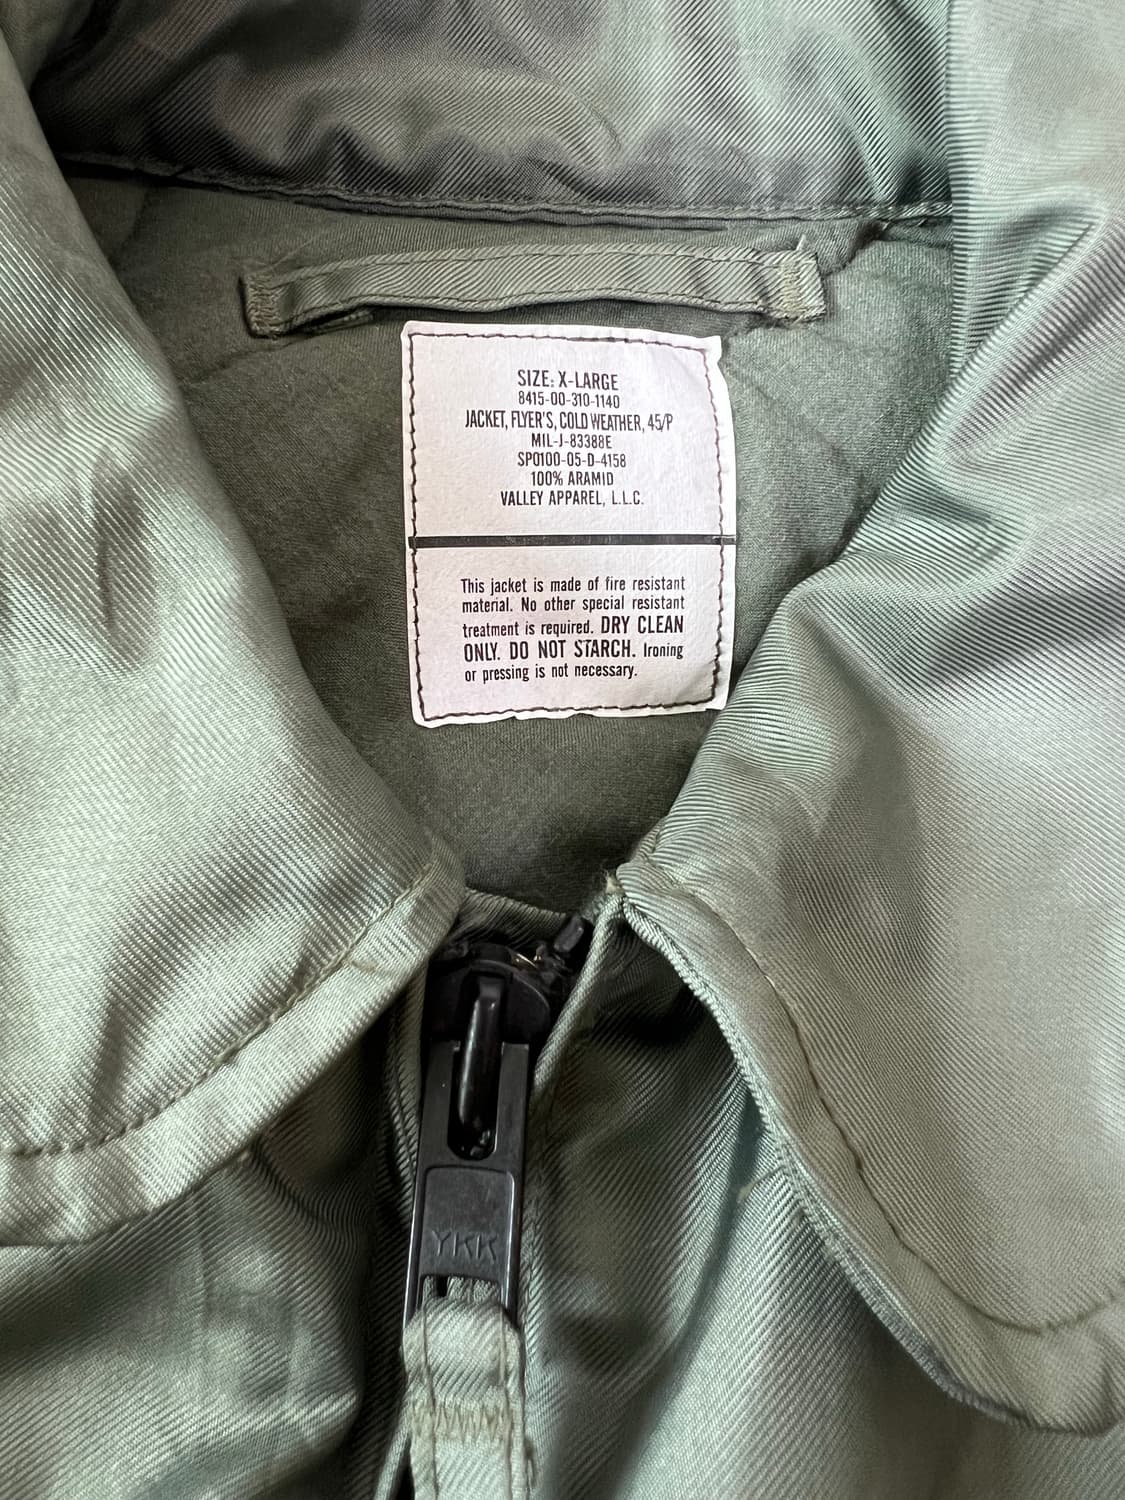 SIZE: X-LARGE
8415-00-310-1140
JACKET, FLYER'S, COLD WEATHER, 45/P
MIL-J-83388E
SPO100-05-D-4158
100% ARAMID
VALLEY APPAREL, L.L.C.
This jacket is made of fire resistant
material. No other special resistant
treatment is required. DRY CLEAN
ONLY. DO NOT STARCH. Ironing
or pressing is not necessary.
YKK